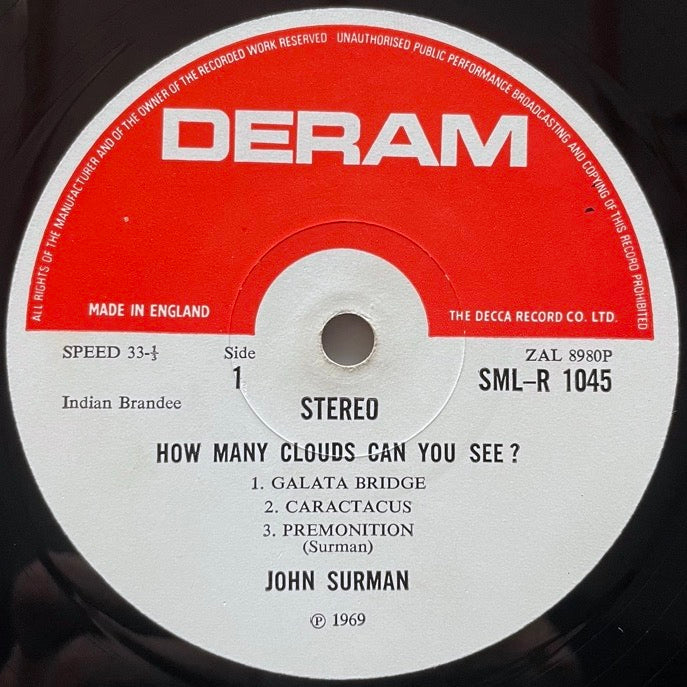 ALL RIGHTS OF THE MANUFACTURER AND OF THE OWNER OF THE RECORDED WORK RESERVED UNAUTHORISED PUBLIC PERFORMANCE BROADCASTING AND COPYING OF THIS RECORD PROHIBITED
DERAM
MADE IN ENGLAND
THE DECCA RECORD CO. LTD.
SPEED 33-⅓
Side
1
ZAL 8980P
SML-R 1045
Indian Brandee
STEREO
HOW MANY CLOUDS CAN YOU SEE?
1. GALATA BRIDGE
2. CARACTACUS
3. PREMONITION
(Surman)
JOHN SURMAN
℗ 1969